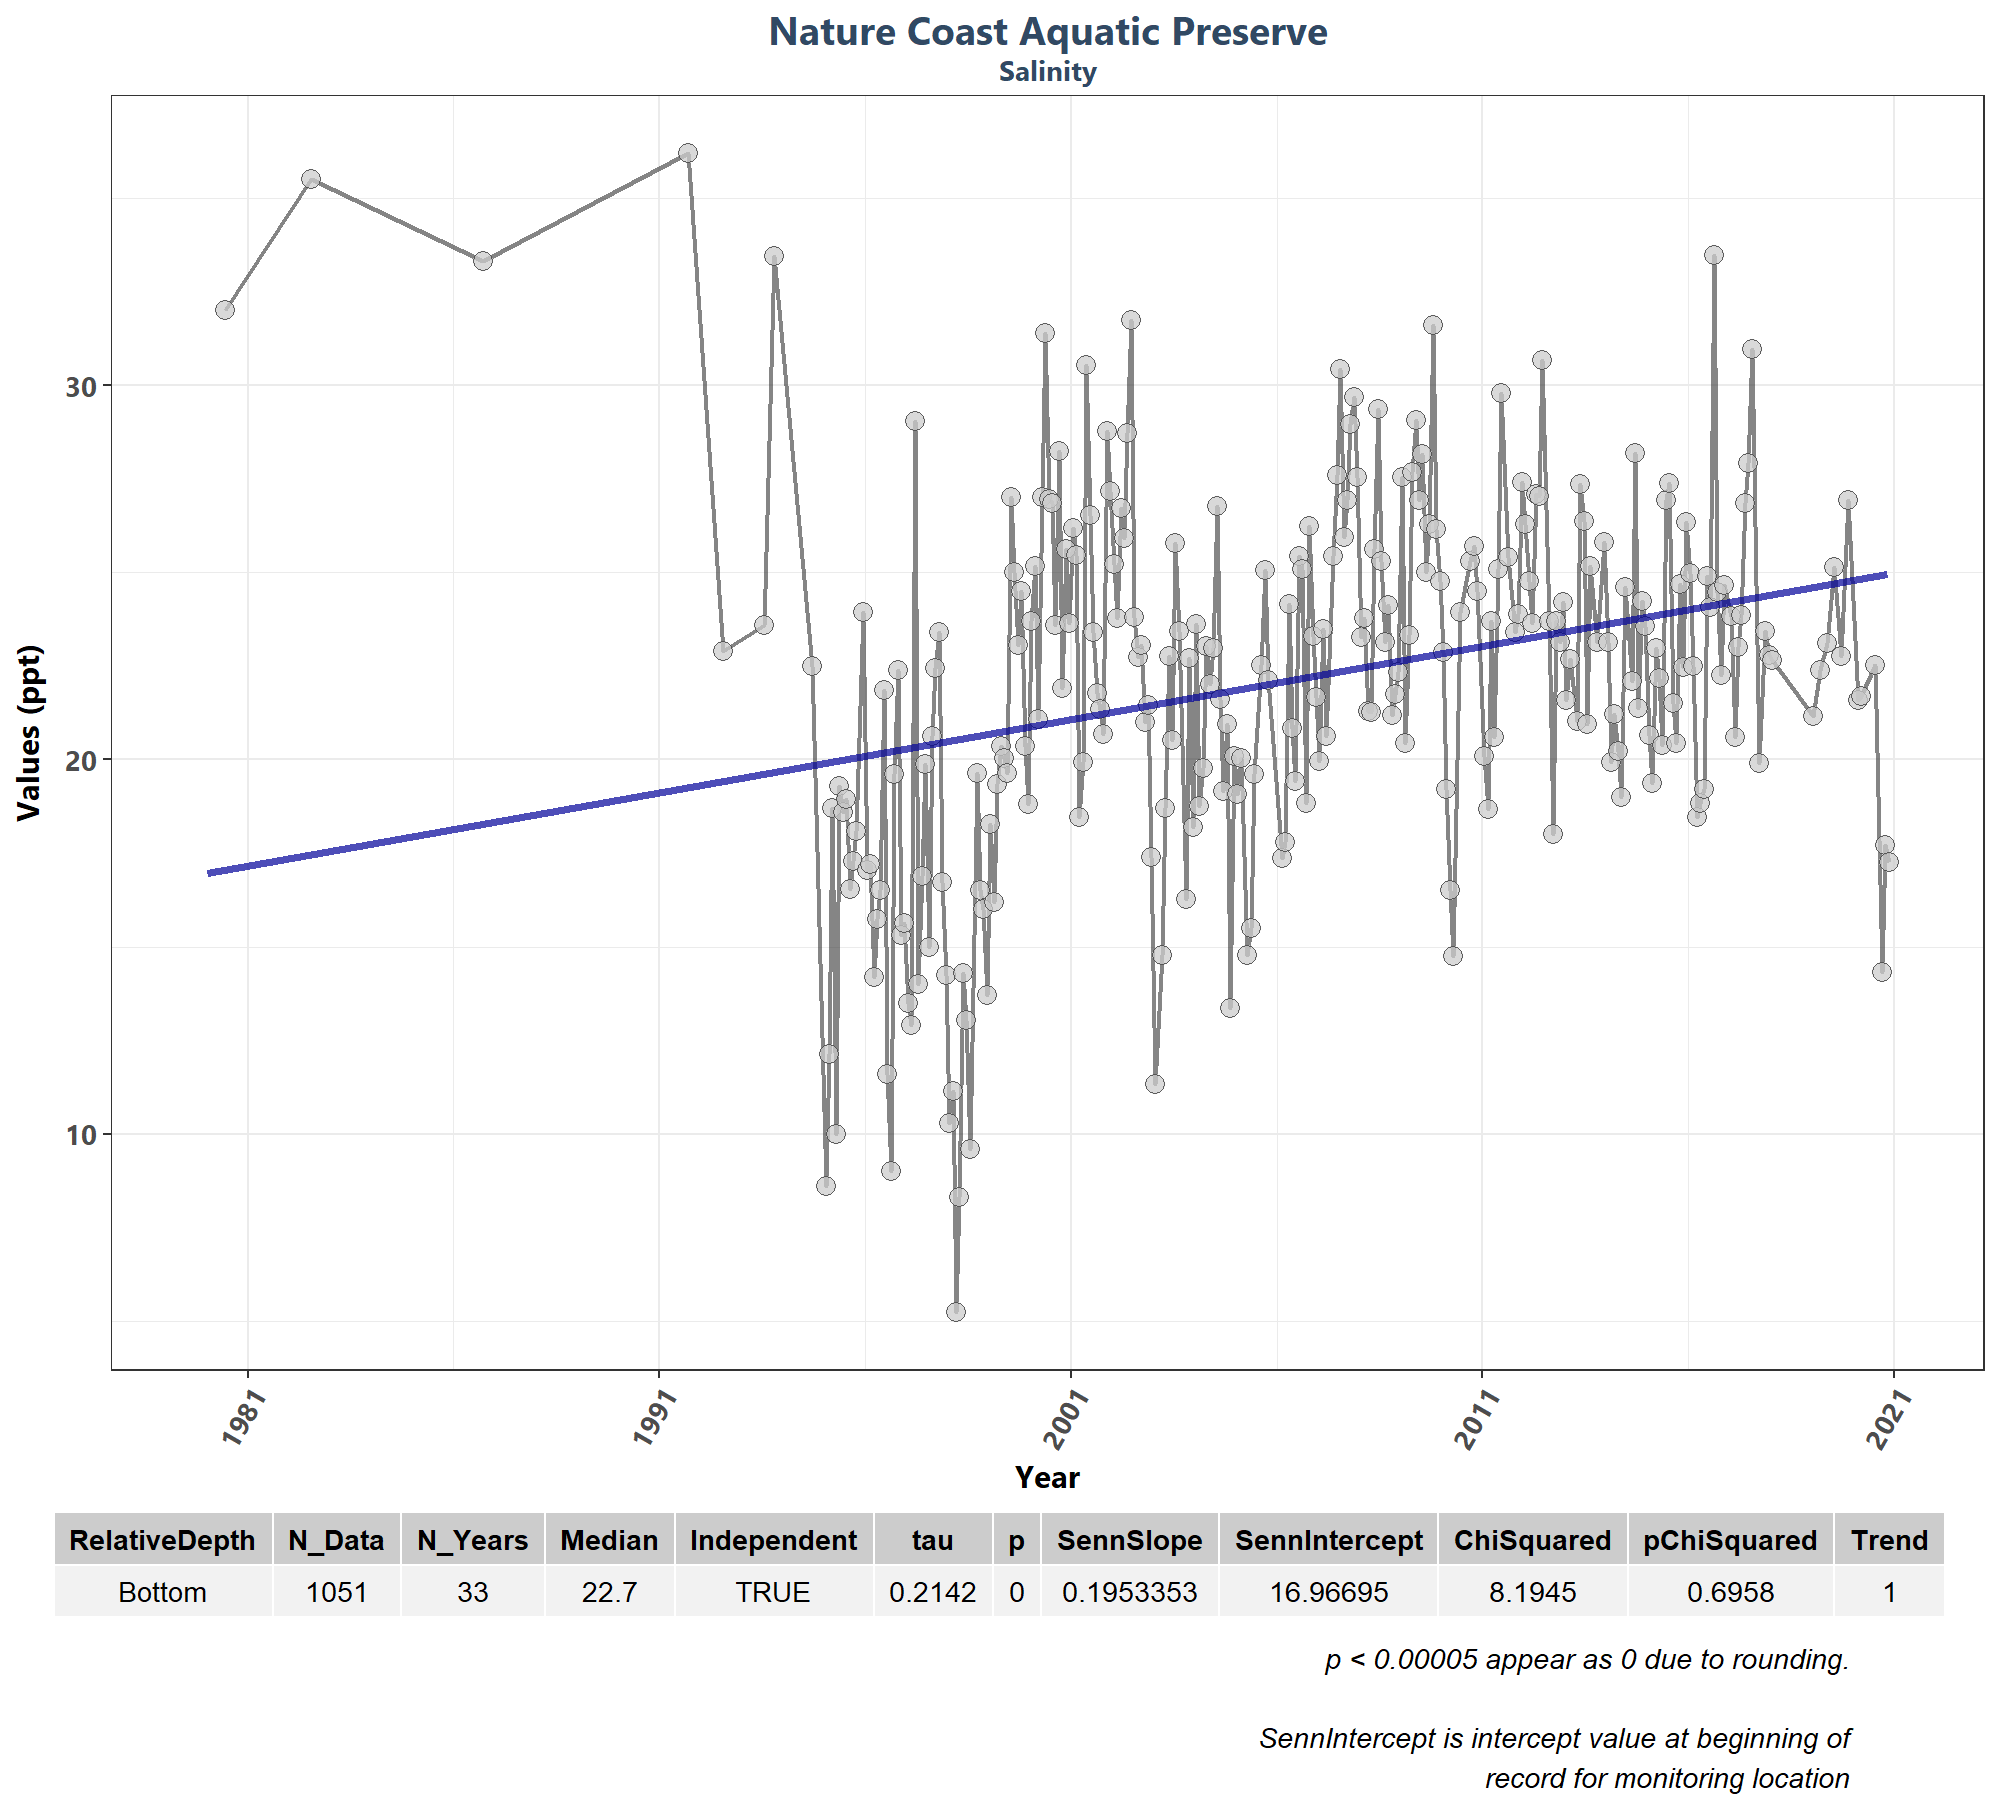 Nature Coast Aquatic Preserve
Salinity
Values (ppt)
30
20
10
1981
1991
2001
2011
2021
Year
RelativeDepth N_Data N_Years Median Independent tau p SennSlope SennIntercept ChiSquared pChiSquared Trend
Bottom 1051 33 22.7 TRUE 0.2142 0 0.1953353 16.96695 8.1945 0.6958 1
p < 0.00005 appear as 0 due to rounding.
SennIntercept is intercept value at beginning of
record for monitoring location